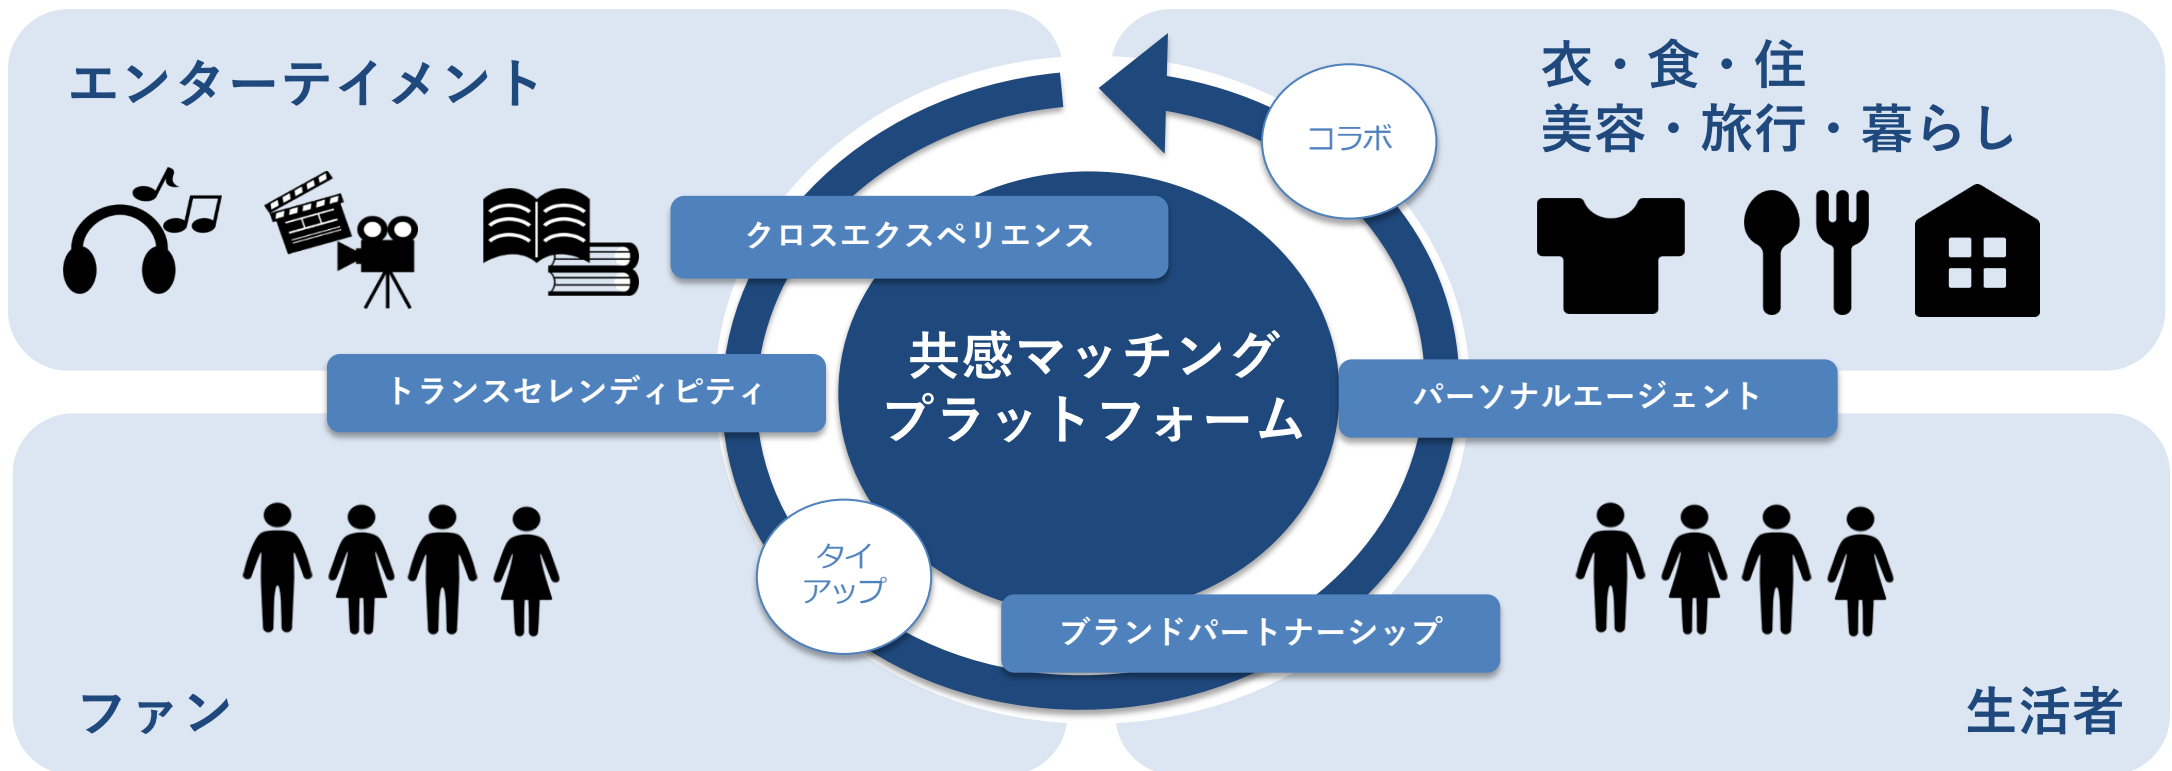 エンターテイメント
衣・食・住
美容・旅行・暮らし
コラボ
クロスエクスペリエンス
共感マッチング
プラットフォーム
トランスセレンディピティ
パーソナルエージェント
タイ
アップ
ブランドパートナーシップ
ファン
生活者